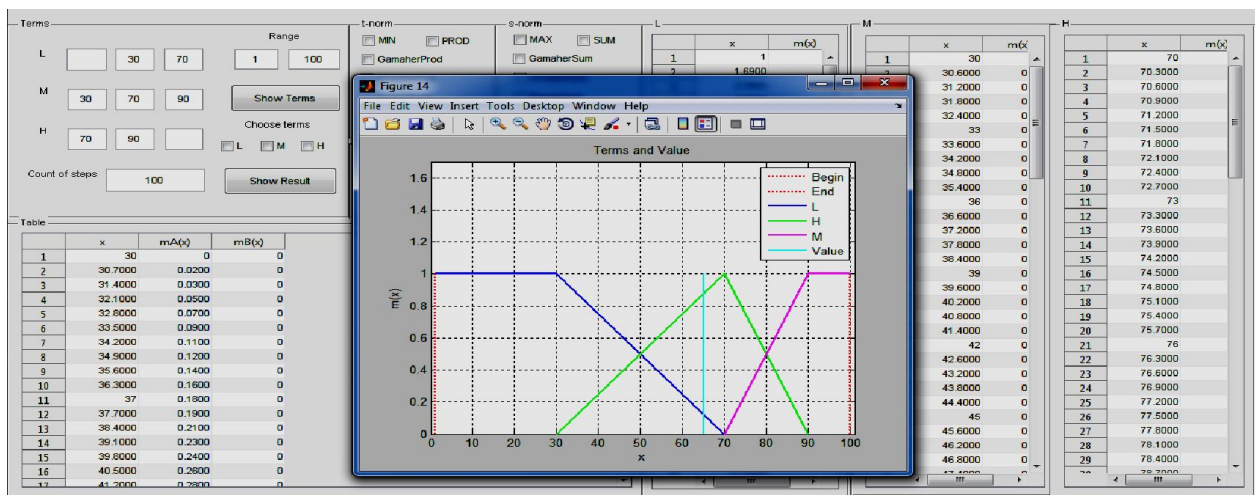 Terms
Range
L 30 70 1 100
M 30 70 90 Show Terms
Choose terms
H 70 90 L M H
Count of steps 100 Show Result
t-norm
MIN PROD
GamaherProd
s-norm
MAX SUM
GamaherSum
L
x m(x)
1 1
1.6900
M
x m(x)
1 30
30.6000 0
31.2000 0
31.8000 0
32.4000 0
33 0
33.6000 0
34.2000 0
34.8000 0
35.4000 0
36 0
36.6000 0
37.2000 0
37.8000 0
38.4000 0
39 0
39.6000 0
40.2000 0
40.8000 0
41.4000 0
42 0
42.6000 0
43.2000 0
43.8000 0
44.4000 0
45 0
45.6000 0
46.2000 0
46.8000 0
H
x m(x)
1 70
2 70.3000
3 70.6000
4 70.9000
5 71.2000
6 71.5000
7 71.8000
8 72.1000
9 72.4000
10 72.7000
11 73
12 73.3000
13 73.6000
14 73.9000
15 74.2000
16 74.5000
17 74.8000
18 75.1000
19 75.4000
20 75.7000
21 76
22 76.3000
23 76.6000
24 76.9000
25 77.2000
26 77.5000
27 77.8000
28 78.1000
29 78.4000
Table
x mA(x) mB(x)
1 30 0 0
2 30.7000 0.0200 0
3 31.4000 0.0300 0
4 32.1000 0.0500 0
5 32.8000 0.0700 0
6 33.5000 0.0900 0
7 34.2000 0.1100 0
8 34.9000 0.1200 0
9 35.6000 0.1400 0
10 36.3000 0.1600 0
11 37 0.1800 0
12 37.7000 0.1900 0
13 38.4000 0.2100 0
14 39.1000 0.2300 0
15 39.8000 0.2400 0
16 40.5000 0.2600 0
17 41.2000 0.2800 0
Figure 14
File Edit View Insert Tools Desktop Window Help
Terms and Value
Begin
End
L
H
M
Value
1.6
1.4
1.2
1
0.8
0.6
0.4
0.2
0
m(x)
0 10 20 30 40 50 60 70 80 90 100
x